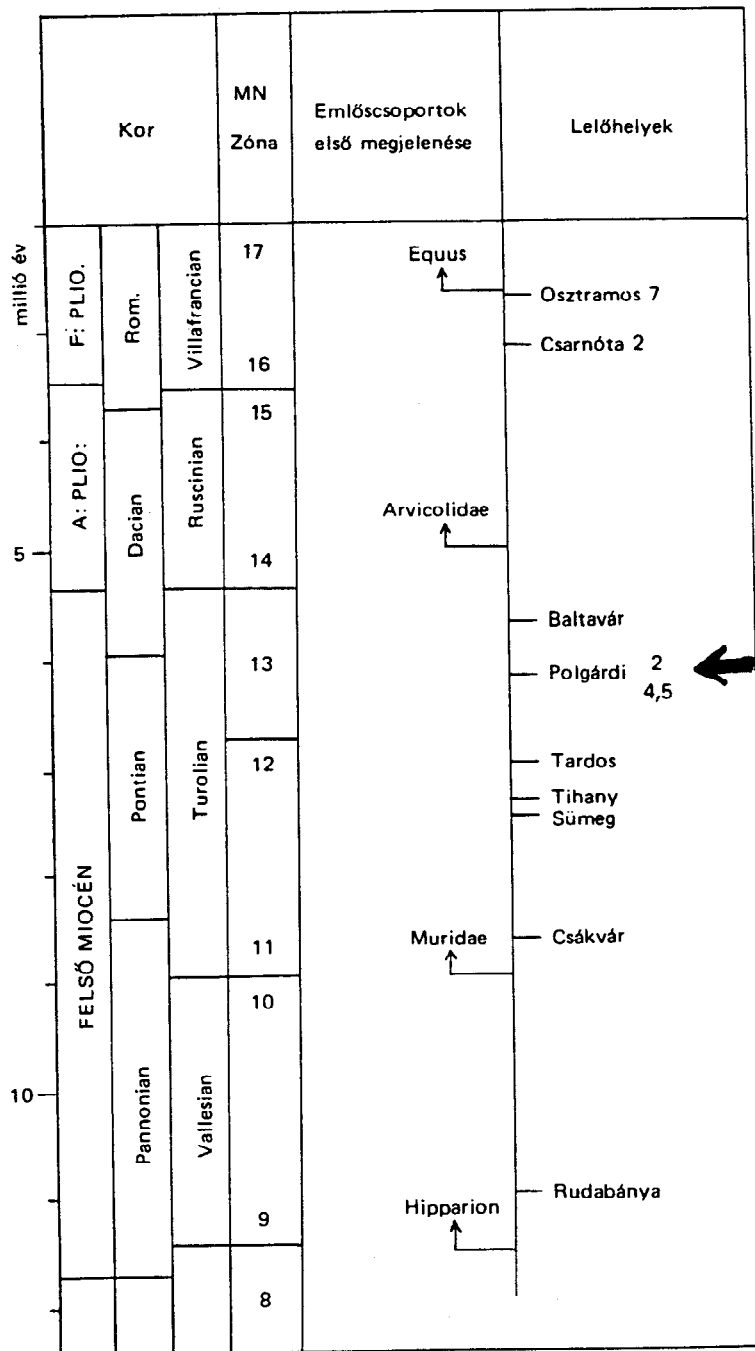 Kor
MN
Zóna
Emlőscsoportok
első megjelenése
Lelőhelyek
millió év
5
10
F: PLIO.
A: PLIO:
FELSŐ MIOCÉN
Rom.
Dacian
Pontian
Pannonian
Villafrancian
Ruscinian
Turolian
Vallesian
17
16
15
14
13
12
11
10
9
8
Equus
Arvicolidae
Muridae
Hipparion
Osztramos 7
Csarnóta 2
Baltavár
Polgárdi 2
4,5
Tardos
Tihany
Sümeg
Csákvár
Rudabánya